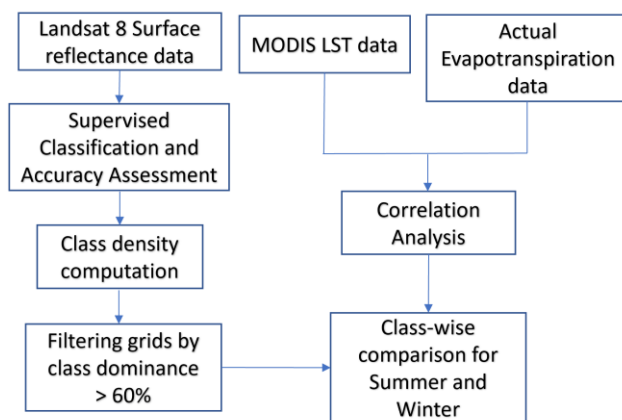 Landsat 8 Surface
reflectance data
MODIS LST data
Actual
Evapotranspiration
data
Supervised
Classification and
Accuracy Assessment
Correlation
Analysis
Class density
computation
Filtering grids by
class dominance
> 60%
Class-wise
comparison for
Summer and
Winter